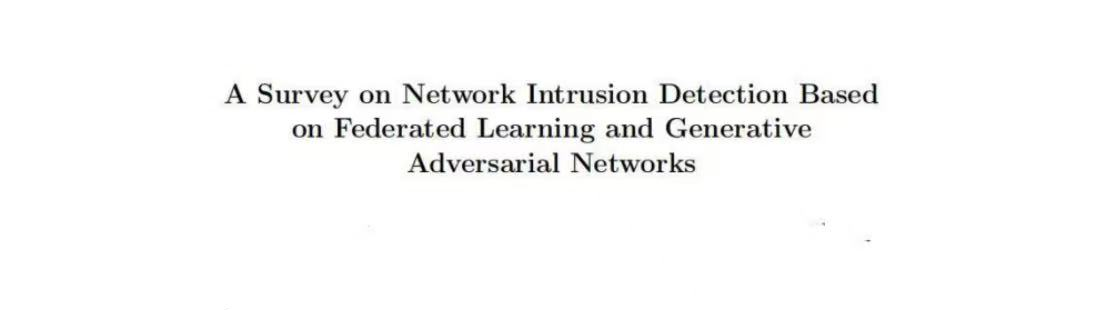 A Survey on Network Intrusion Detection Based
on Federated Learning and Generative
Adversarial Networks